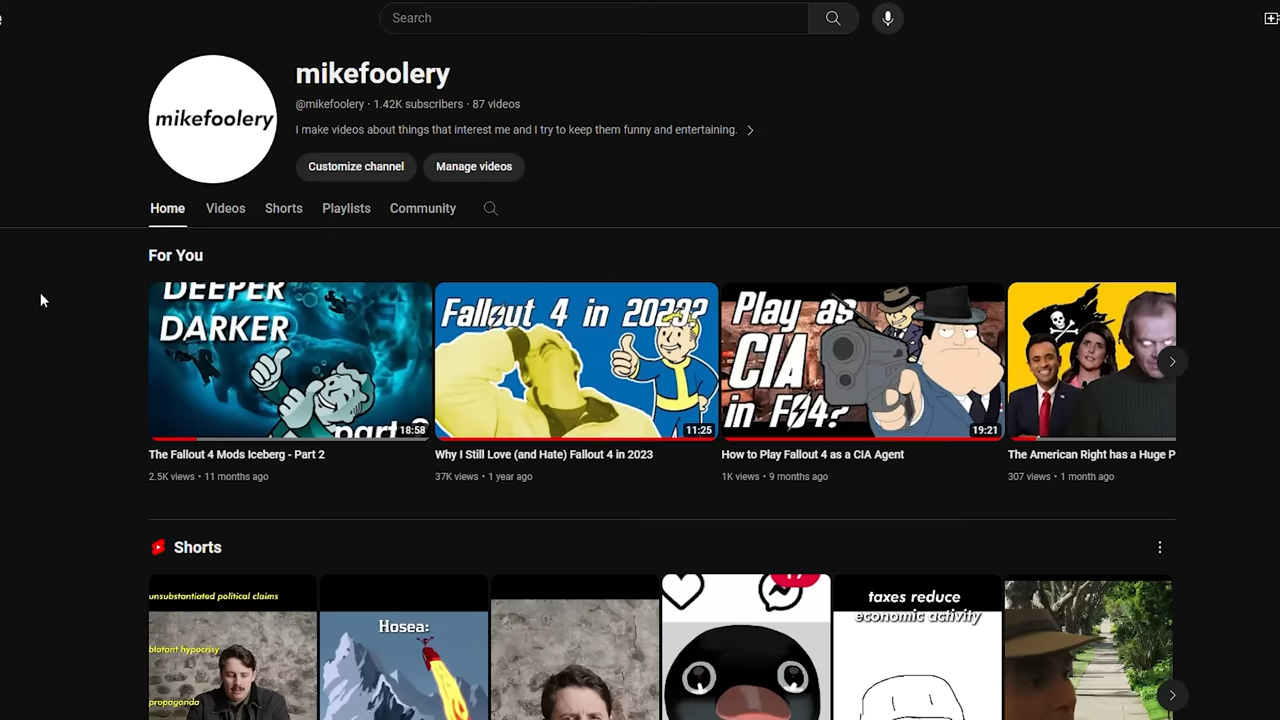 Search
mikefoolery
mikefoolery
@mikefoolery · 1.42K subscribers · 87 videos
I make videos about things that interest me and I try to keep them funny and entertaining.
Customize channel
Manage videos
Home
Videos
Shorts
Playlists
Community
For You
DEEPER
DARKER
part
18:58
Fallout 4 in 2023?
11:25
Play as
CIA
in FO4?
19:21
The Fallout 4 Mods Iceberg - Part 2
2.5K views · 11 months ago
Why I Still Love (and Hate) Fallout 4 in 2023
37K views · 1 year ago
How to Play Fallout 4 as a CIA Agent
1K views · 9 months ago
The American Right has a Huge P
307 views · 1 month ago
Shorts
unsubstantiated political claims
blatant hypocrisy
propaganda
Hosea:
17
taxes reduce
economic activity